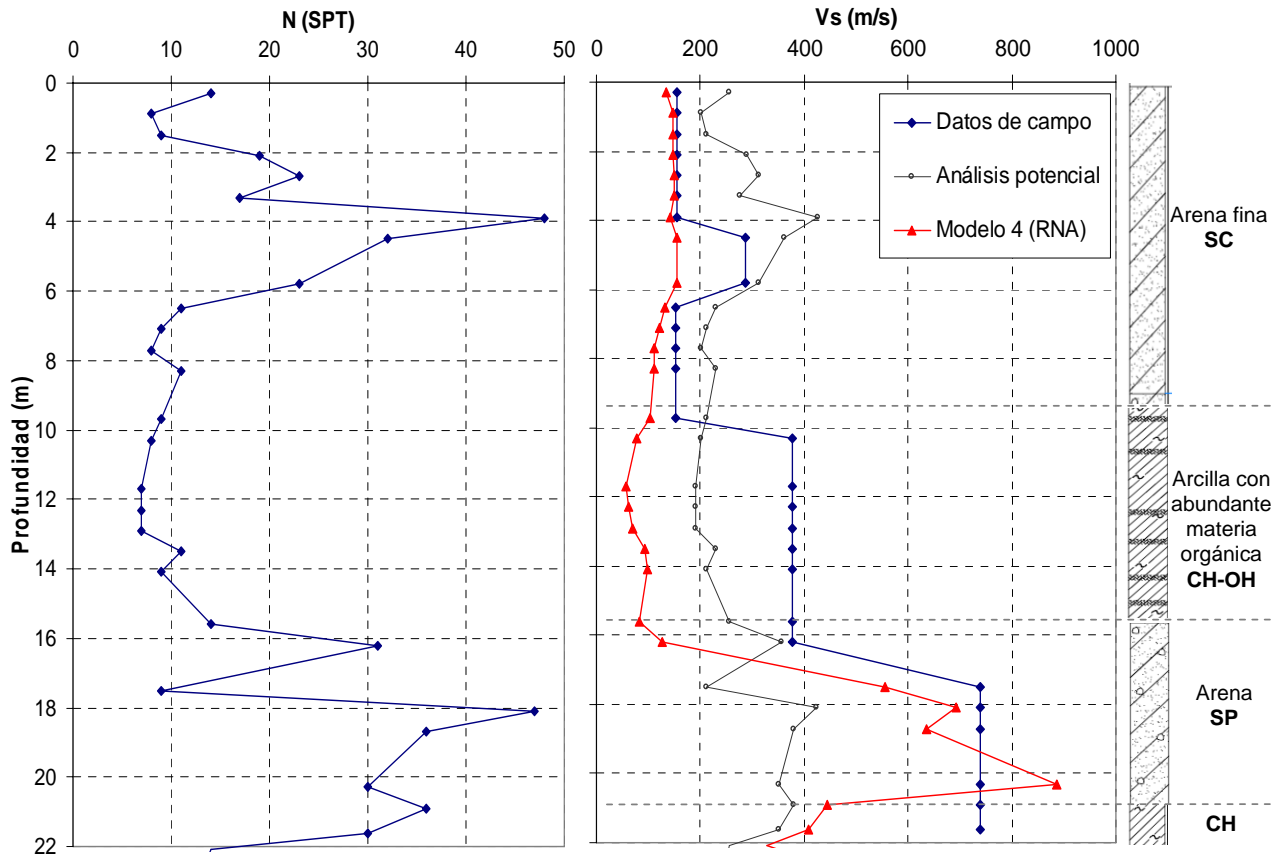 N (SPT)
0 10 20 30 40 50
Profundidad (m)
0
2
4
6
8
10
12
14
16
18
20
22
Vs (m/s)
0 200 400 600 800 1000
Datos de campo
Análisis potencial
Modelo 4 (RNA)
Arena fina
SC
Arcilla con
abundante
materia
orgánica
CH-OH
Arena
SP
CH